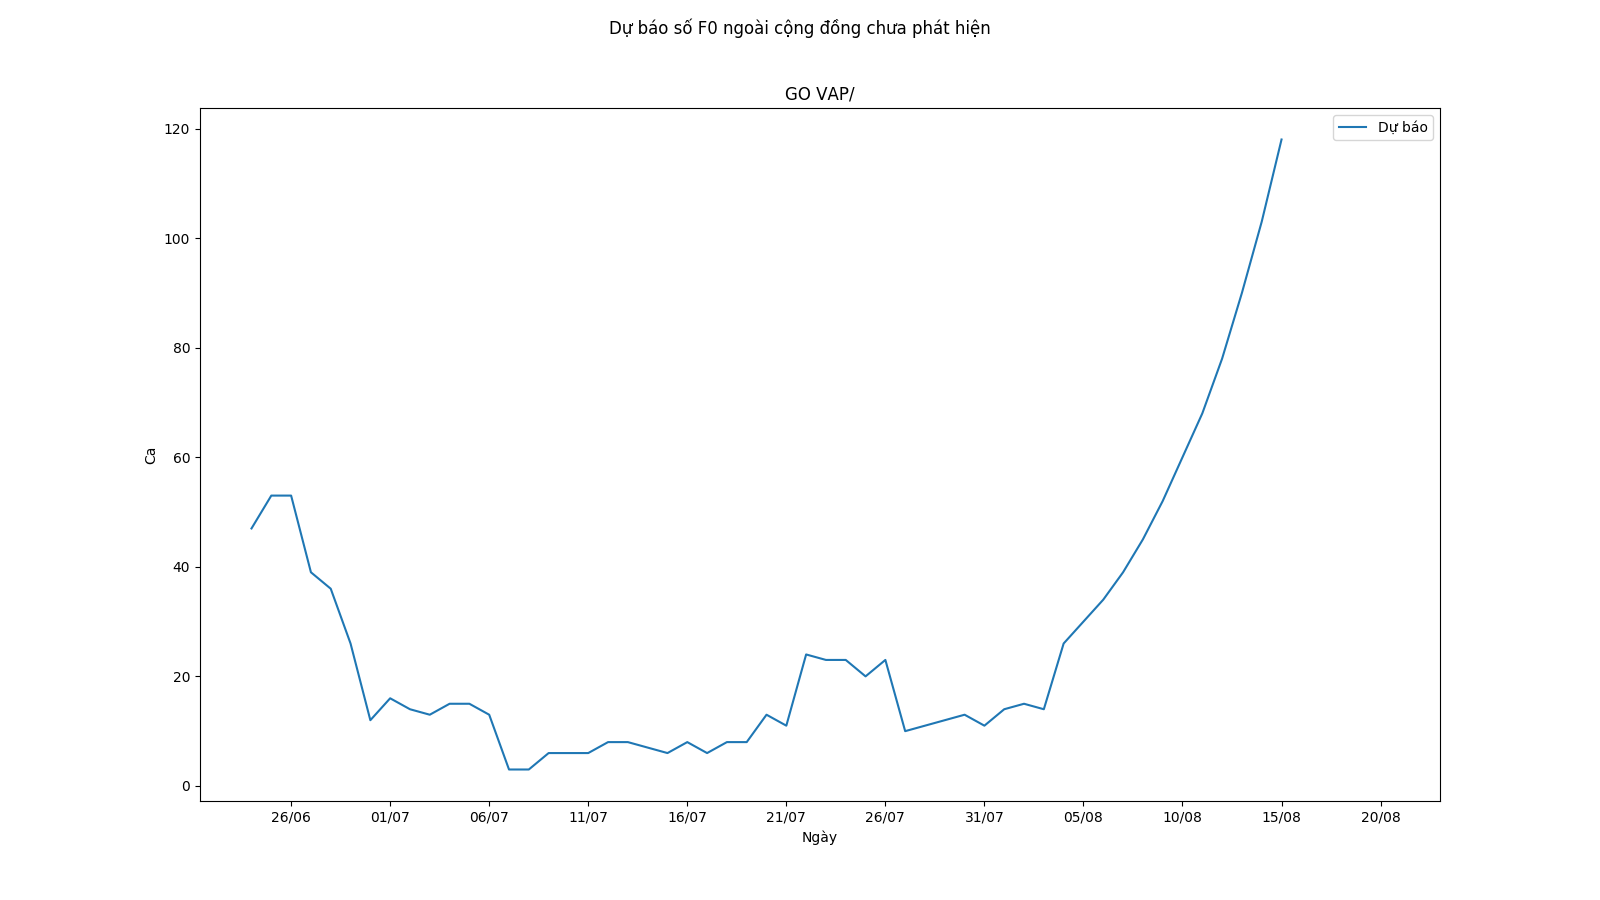 Dự báo số F0 ngoài cộng đồng chưa phát hiện
GO VAP/
Dự báo
120
100
80
60
40
20
0
Ca
26/06 01/07 06/07 11/07 16/07 21/07 26/07 31/07 05/08 10/08 15/08 20/08
Ngày